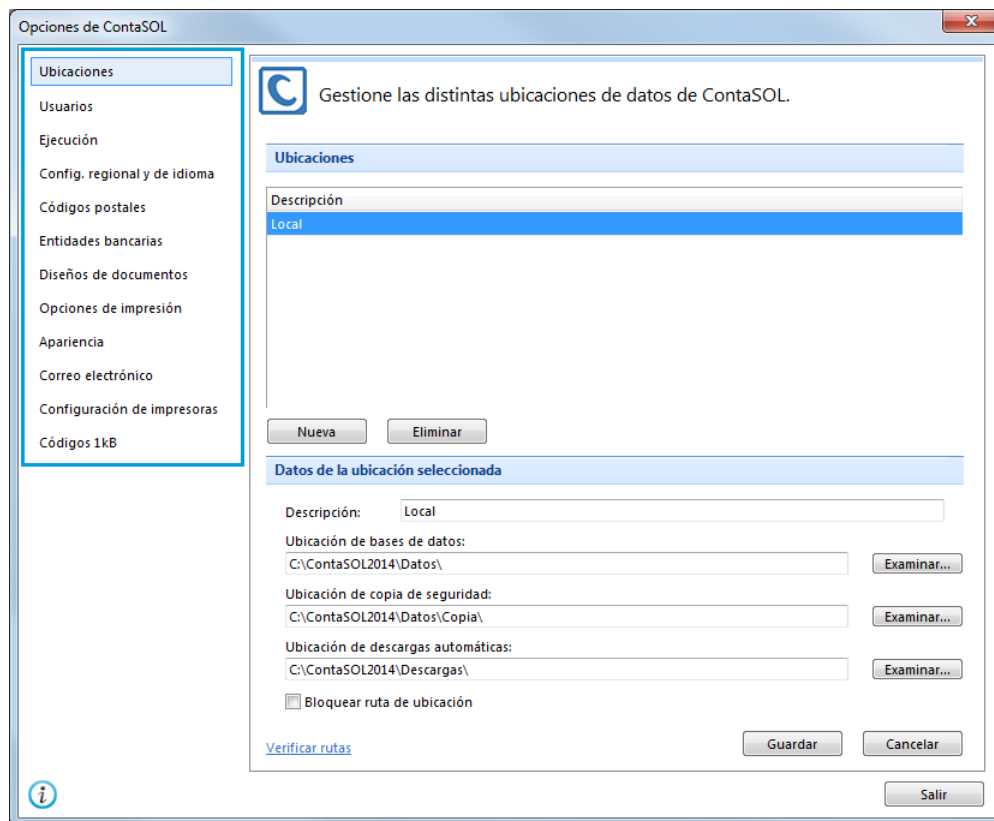 Opciones de ContaSOL
Ubicaciones
Usuarios
Ejecución
Config. regional y de idioma
Códigos postales
Entidades bancarias
Diseños de documentos
Opciones de impresión
Apariencia
Correo electrónico
Configuración de impresoras
Códigos 1kB
Gestione las distintas ubicaciones de datos de ContaSOL.
Ubicaciones
Descripción
Local
Nueva Eliminar
Datos de la ubicación seleccionada
Descripción: Local
Ubicación de bases de datos:
C:\ContaSOL2014\Datos\ Examinar...
Ubicación de copia de seguridad:
C:\ContaSOL2014\Datos\Copia\ Examinar...
Ubicación de descargas automáticas:
C:\ContaSOL2014\Descargas\ Examinar...
Bloquear ruta de ubicación
Verificar rutas Guardar Cancelar
Salir